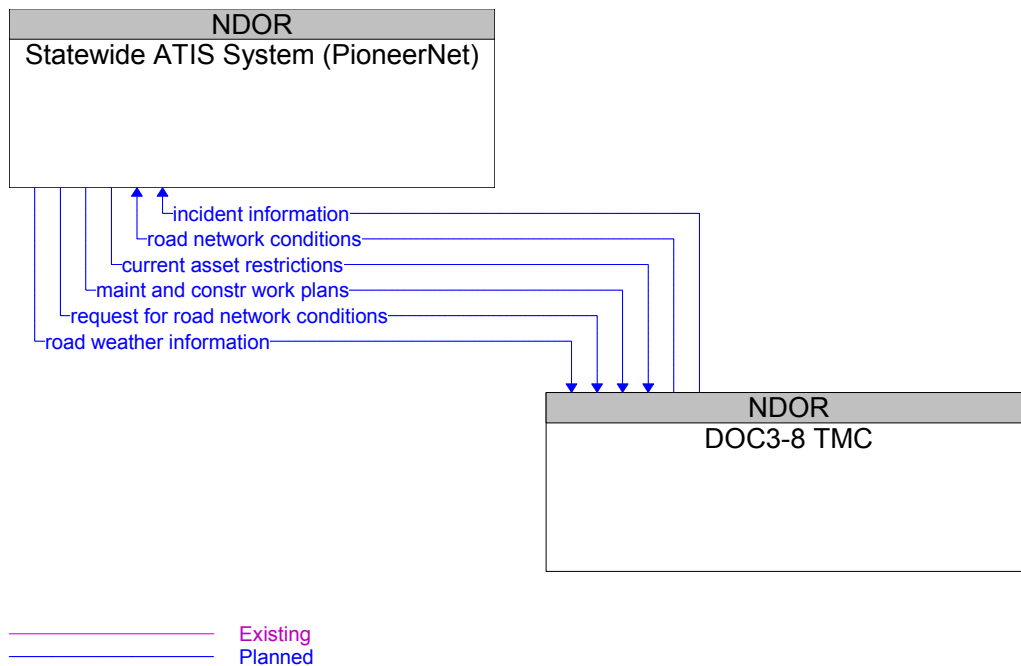 NDOR
Statewide ATIS System (PioneerNet)
incident information
road network conditions
current asset restrictions
maint and constr work plans
request for road network conditions
road weather information
NDOR
DOC3-8 TMC
Existing
Planned